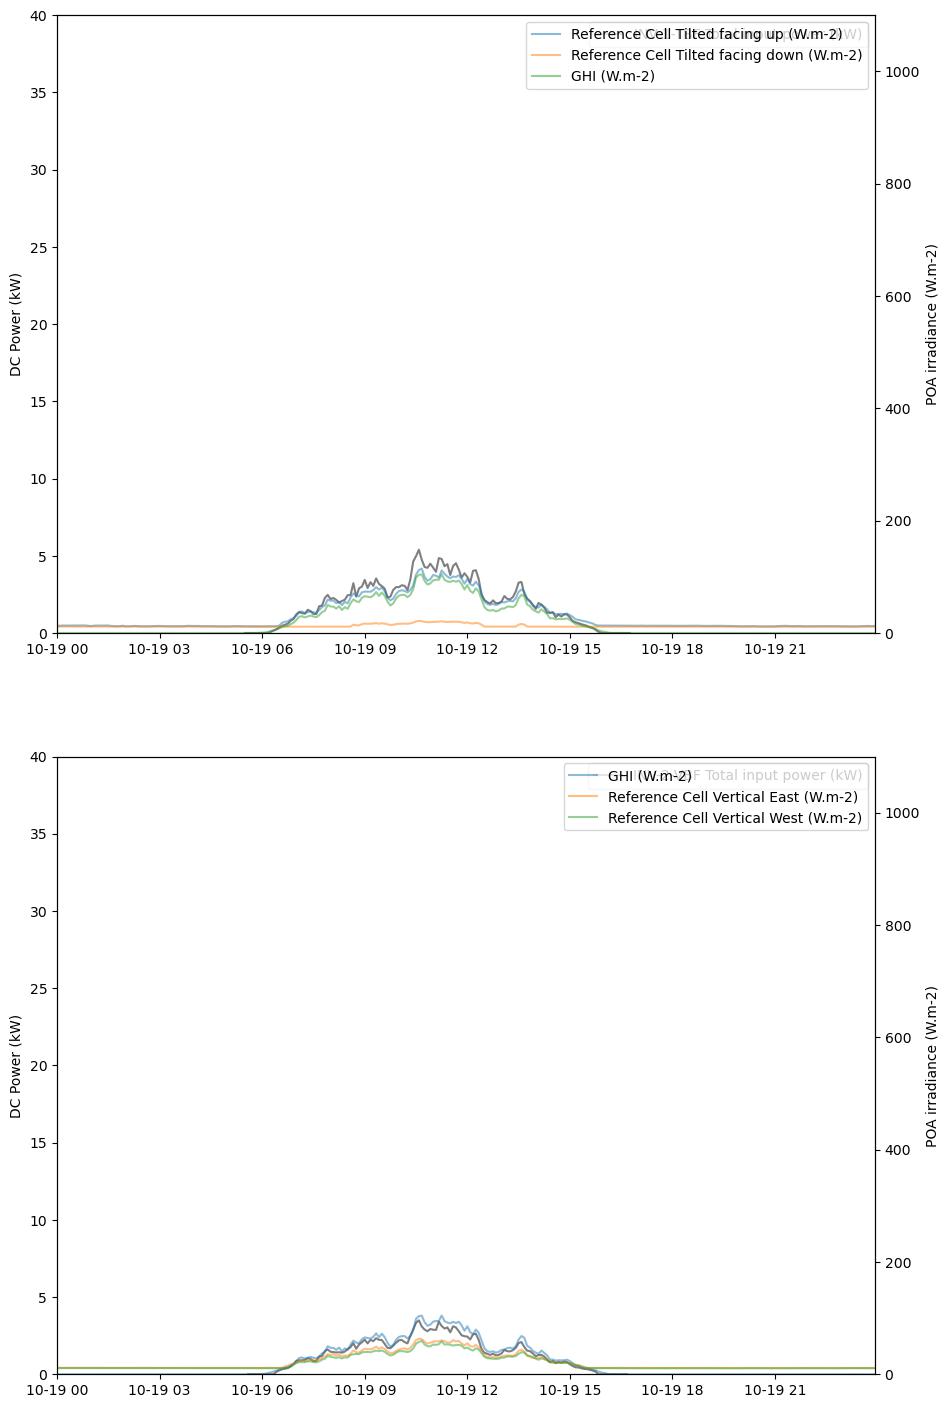 40
35
30
25
20
15
10
5
0
DC Power (kW)
Reference Cell Tilted facing up (W.m-2)
Reference Cell Tilted facing down (W.m-2)
GHI (W.m-2)
1000
800
600
400
200
0
POA irradiance (W.m-2)
10-19 00 10-19 03 10-19 06 10-19 09 10-19 12 10-19 15 10-19 18 10-19 21
40
35
30
25
20
15
10
5
0
DC Power (kW)
GHI (W.m-2)
Total input power (kW)
Reference Cell Vertical East (W.m-2)
Reference Cell Vertical West (W.m-2)
1000
800
600
400
200
0
POA irradiance (W.m-2)
10-19 00 10-19 03 10-19 06 10-19 09 10-19 12 10-19 15 10-19 18 10-19 21